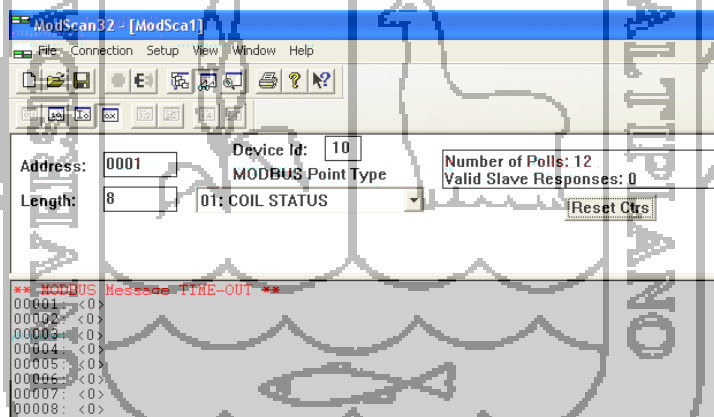 ModScan32 - [ModSca1]
File Connection Setup View Window Help
Address: 0001
Device Id: 10
MODBUS Point Type
Number of Polls: 12
Valid Slave Responses: 0
Length: 8
01: COIL STATUS
Reset Ctrs
** MODBUS Message TIME-OUT **
00001: <0>
00002: <0>
00003: <0>
00004: <0>
00005: <0>
00006: <0>
00007: <0>
00008: <0>
ALTIPLANO